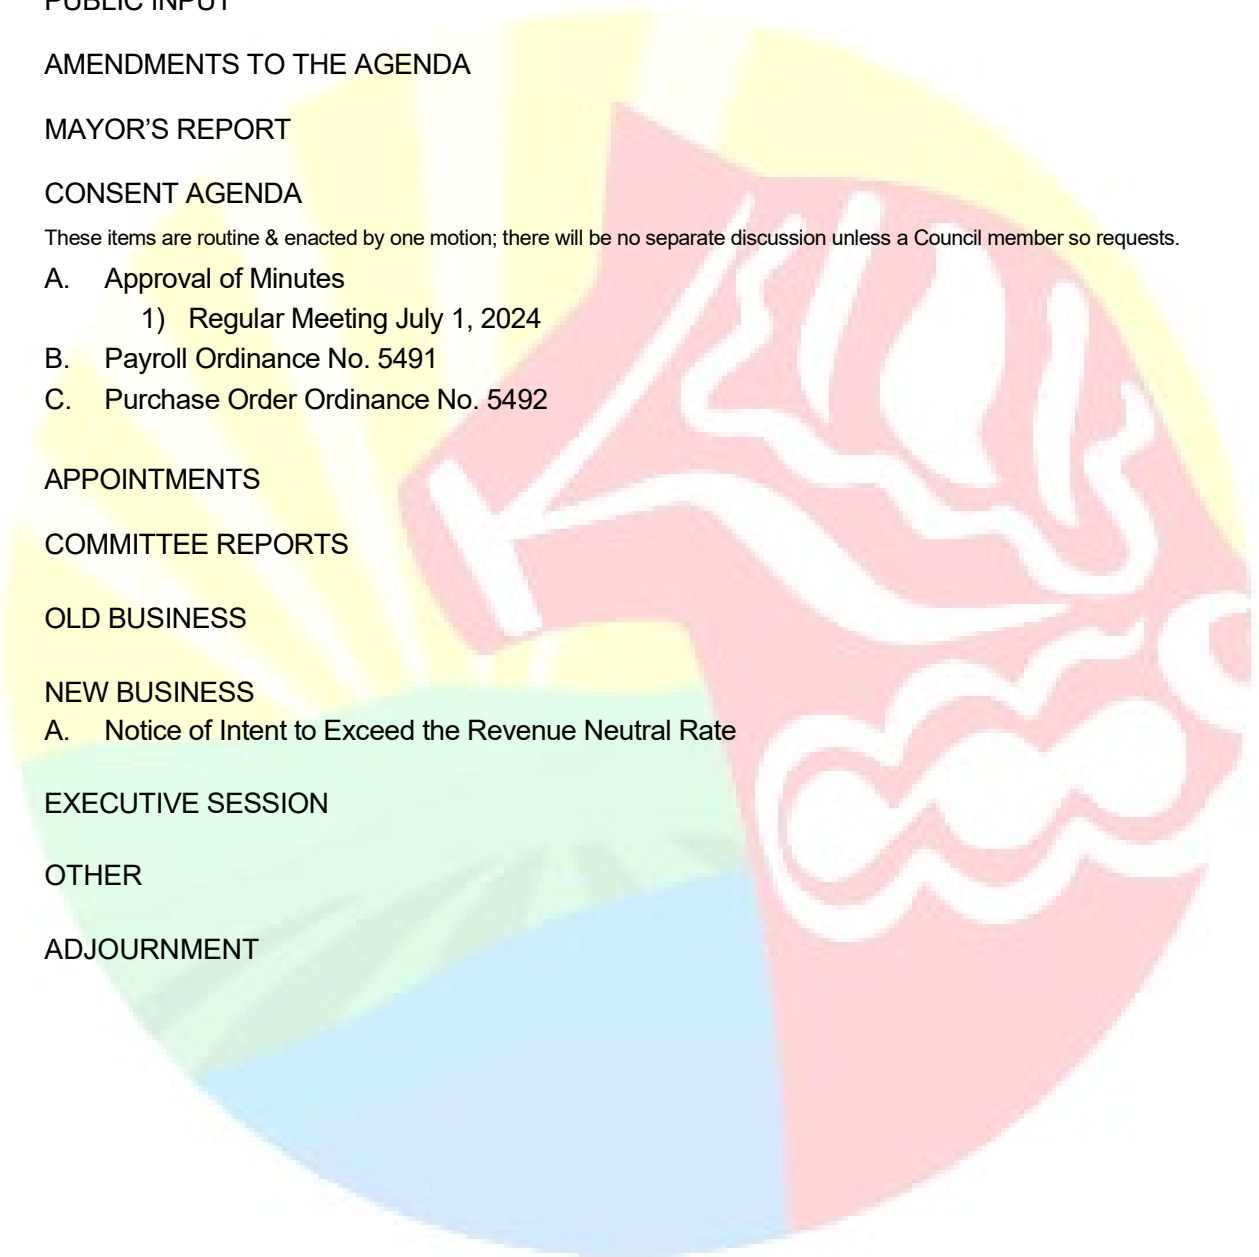 PUBLIC INPUT
AMENDMENTS TO THE AGENDA
MAYOR’S REPORT
CONSENT AGENDA
These items are routine & enacted by one motion; there will be no separate discussion unless a Council member so requests.
A. Approval of Minutes
1) Regular Meeting July 1, 2024
B. Payroll Ordinance No. 5491
C. Purchase Order Ordinance No. 5492
APPOINTMENTS
COMMITTEE REPORTS
OLD BUSINESS
NEW BUSINESS
A. Notice of Intent to Exceed the Revenue Neutral Rate
EXECUTIVE SESSION
OTHER
ADJOURNMENT